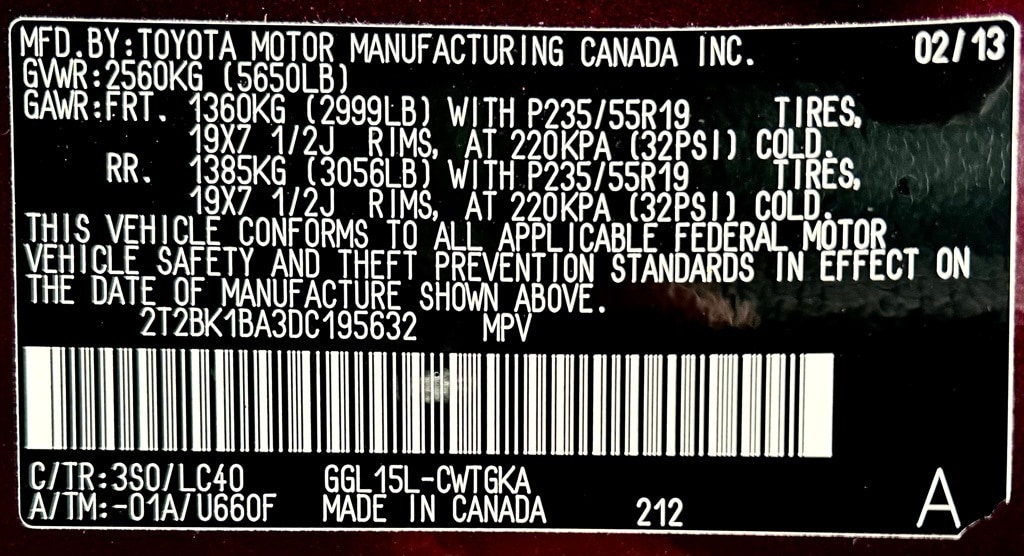 MFD.BY:TOYOTA MOTOR MANUFACTURING CANADA INC. 02/13
GVWR:2560KG (5650LB)
GAWR:FRT. 1360KG (2999LB) WITH P235/55R19 TIRES,
19X7 1/2J RIMS, AT 220KPA (32PSI) COLD.
RR. 1385KG (3056LB) WITH P235/55R19 TIRES,
19X7 1/2J RIMS, AT 220KPA (32PSI) COLD.
THIS VEHICLE CONFORMS TO ALL APPLICABLE FEDERAL MOTOR
VEHICLE SAFETY AND THEFT PREVENTION STANDARDS IN EFFECT ON
THE DATE OF MANUFACTURE SHOWN ABOVE.
2T2BK1BA3DC195632 MPV
C/TR:3S0/LC40 GGL15L-CWTGKA
A/TM:-01A/U660F MADE IN CANADA 212 A